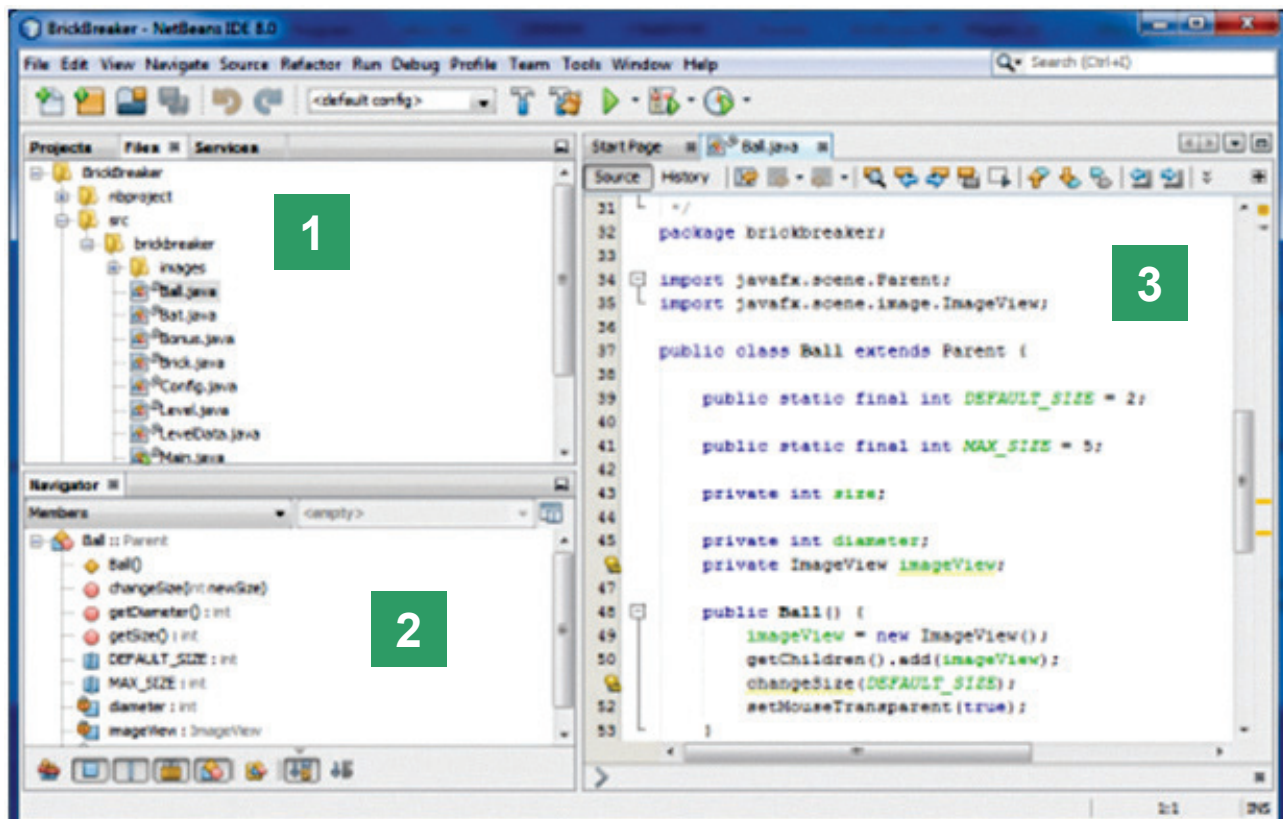 BrickBreaker - NetBeans IDE 8.0
File Edit View Navigate Source Refactor Run Debug Profile Team Tools Window Help
Search (Ctrl+I)
<default config>
Projects Files Services
BrickBreaker
nbproject
src
brickbreaker
images
Ball.java
Bat.java
Bonus.java
Brick.java
Config.java
Level.java
LevelData.java
Main.java
1
Navigator
Members
<empty>
Ball :: Parent
Ball()
changeSize(int newSize)
getDiameter() : int
getSize() : int
DEFAULT_SIZE : int
MAX_SIZE : int
diameter : int
imageView : ImageView
2
Start Page Ball.java
Source History
31 */
32 package brickbreaker;
33
34 import javafx.scene.Parent;
35 import javafx.scene.image.ImageView;
36
37 public class Ball extends Parent {
38
39 public static final int DEFAULT_SIZE = 2;
40
41 public static final int MAX_SIZE = 5;
42
43 private int size;
44
45 private int diameter;
private ImageView imageView;
47
48 public Ball() {
49 imageView = new ImageView();
50 getChildren().add(imageView);
changeSize(DEFAULT_SIZE);
52 setMouseTransparent(true);
53 }
3
1:1 INS